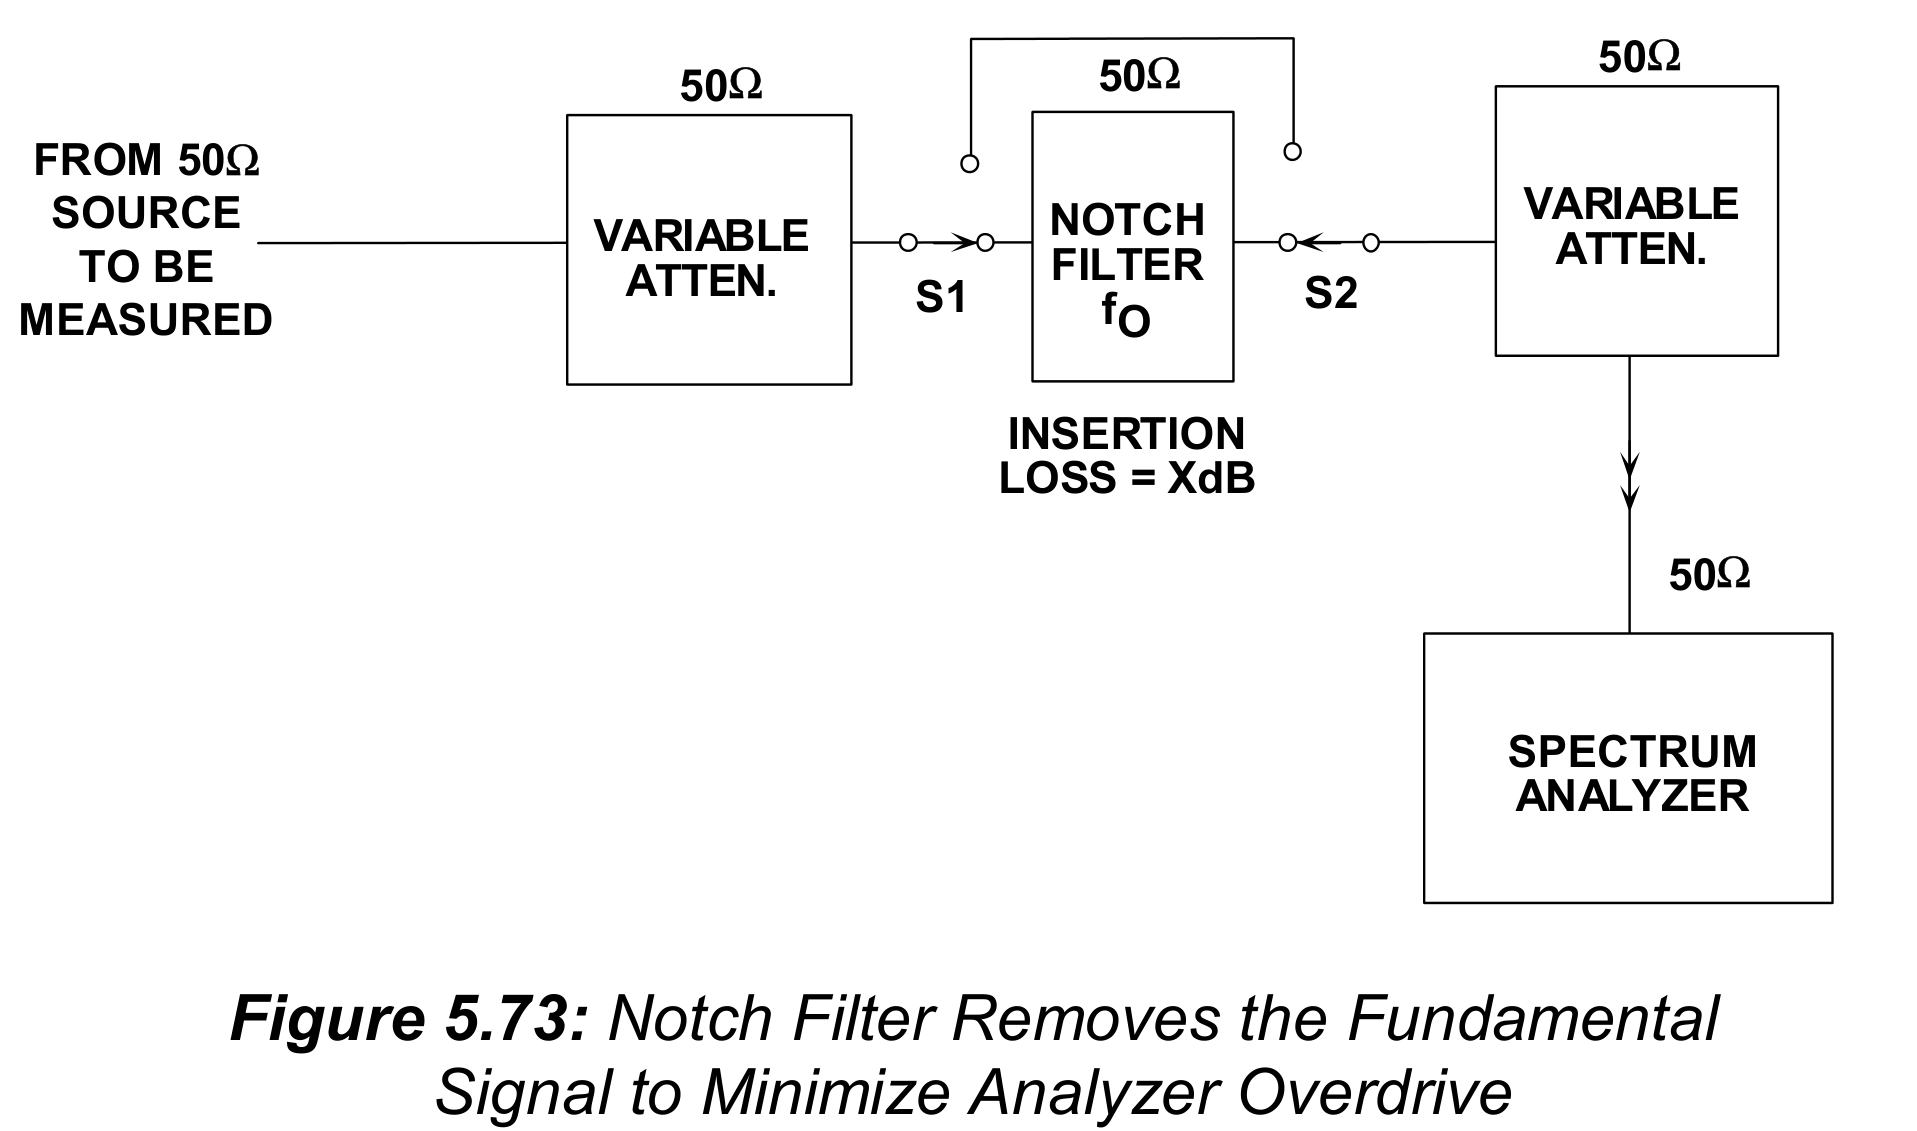 FROM 50Ω
SOURCE
TO BE
MEASURED
50Ω
VARIABLE
ATTEN.
S1
50Ω
NOTCH
FILTER
fO
INSERTION
LOSS = XdB
S2
50Ω
VARIABLE
ATTEN.
50Ω
SPECTRUM
ANALYZER
Figure 5.73: Notch Filter Removes the Fundamental
Signal to Minimize Analyzer Overdrive